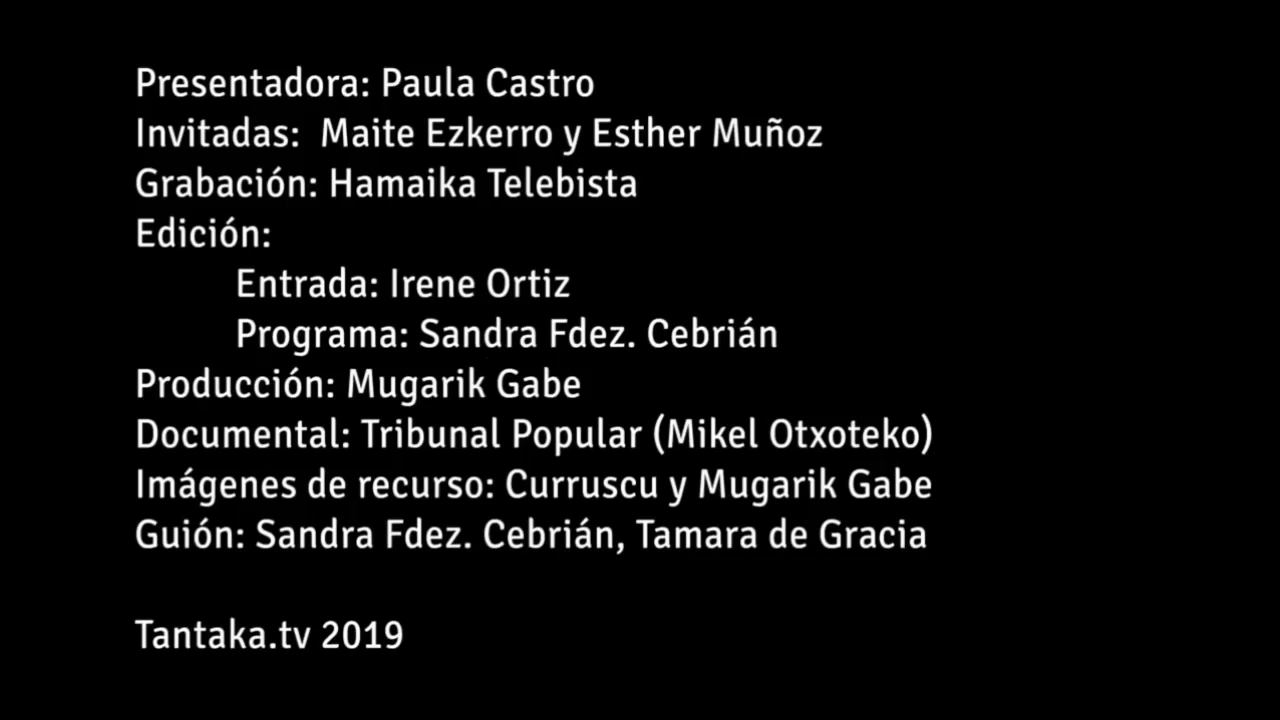 Presentadora: Paula Castro
Invitadas: Maite Ezkerro y Esther Muñoz
Grabación: Hamaika Telebista
Edición:
Entrada: Irene Ortiz
Programa: Sandra Fdez. Cebrián
Producción: Mugarik Gabe
Documental: Tribunal Popular (Mikel Otxoteko)
Imágenes de recurso: Curruscu y Mugarik Gabe
Guión: Sandra Fdez. Cebrián, Tamara de Gracia
Tantaka.tv 2019